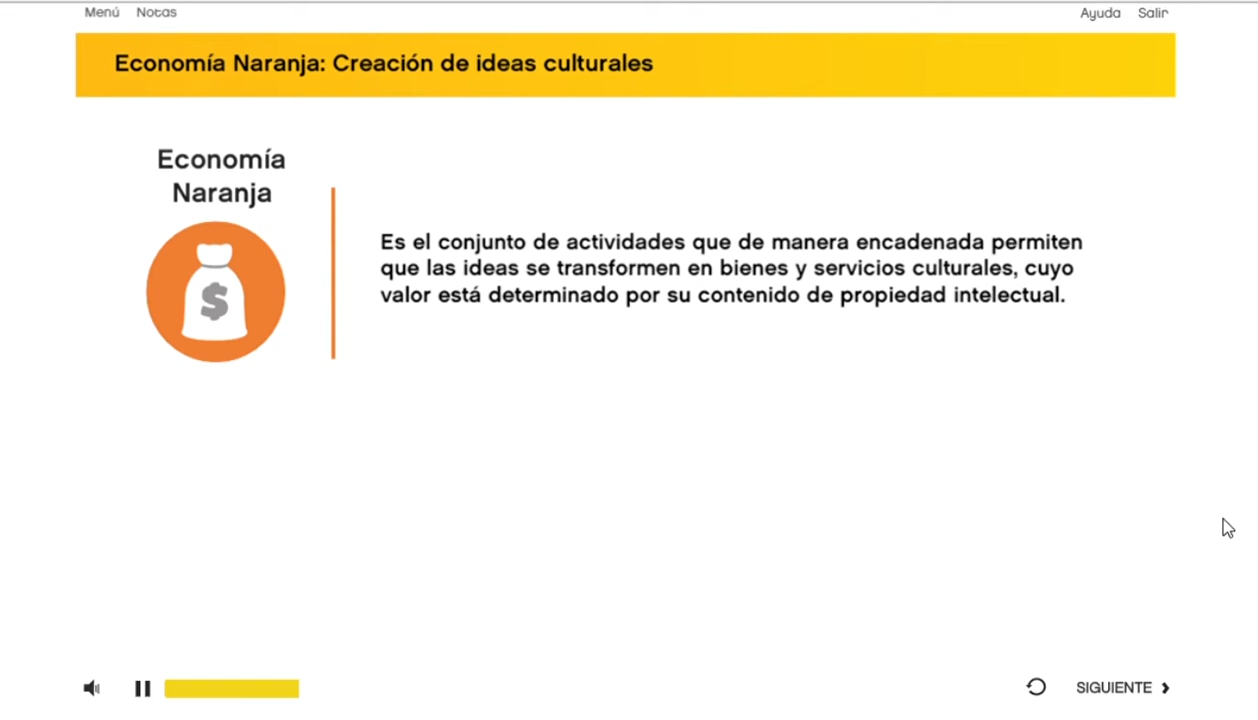 Menú Notas
Ayuda Salir
Economía Naranja: Creación de ideas culturales
Economía
Naranja
$
Es el conjunto de actividades que de manera encadenada permiten
que las ideas se transformen en bienes y servicios culturales, cuyo
valor está determinado por su contenido de propiedad intelectual.
SIGUIENTE